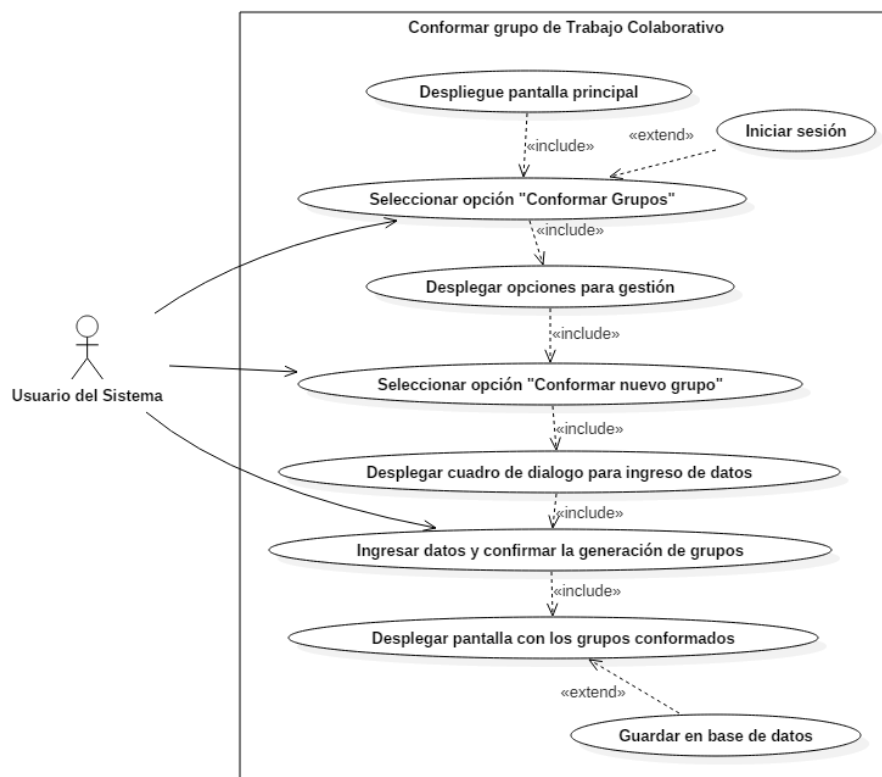 Conformar grupo de Trabajo Colaborativo
Despliegue pantalla principal
«include»
«extend»
Iniciar sesión
Seleccionar opción "Conformar Grupos"
«include»
Desplegar opciones para gestión
«include»
Usuario del Sistema
Seleccionar opción "Conformar nuevo grupo"
«include»
Desplegar cuadro de dialogo para ingreso de datos
«include»
Ingresar datos y confirmar la generación de grupos
«include»
Desplegar pantalla con los grupos conformados
«extend»
Guardar en base de datos